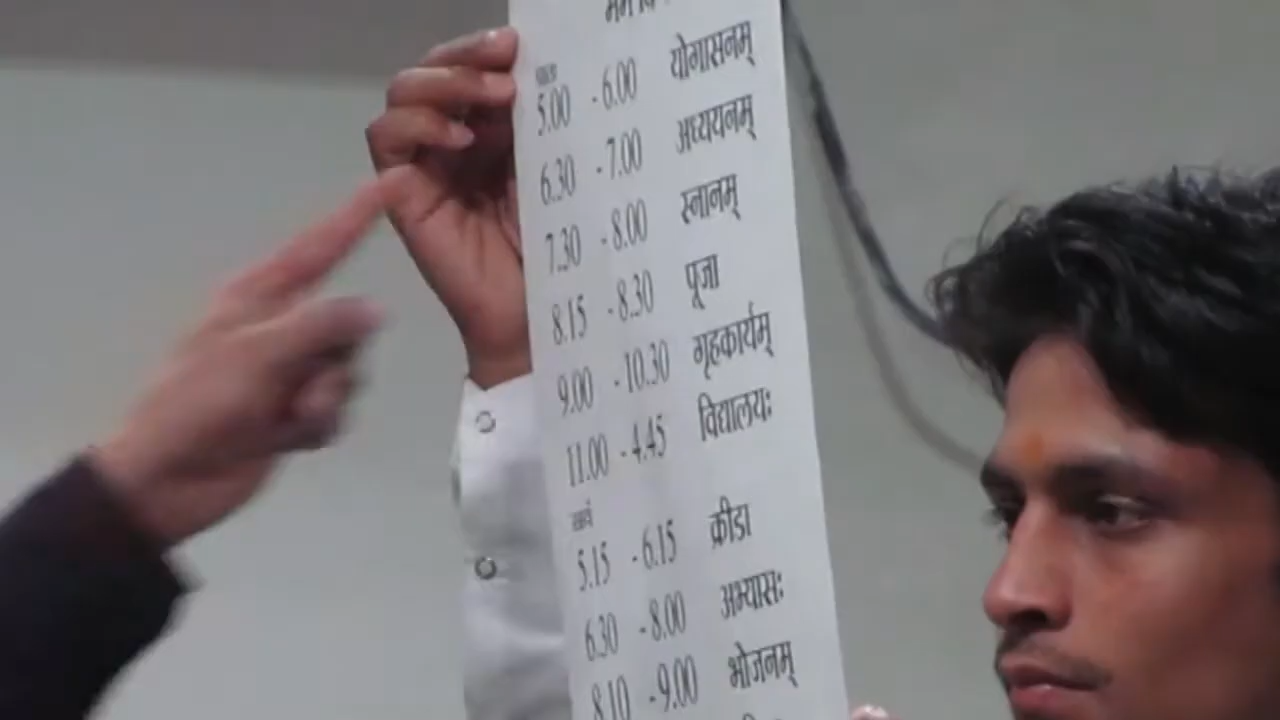 मम
प्रातः
5.00 - 6.00 योगासनम्
6.30 - 7.00 अध्ययनम्
7.30 - 8.00 स्नानम्
8.15 - 8.30 पूजा
9.00 - 10.30 गृहकार्यम्
11.00 - 4.45 विद्यालयः
सायं
5.15 - 6.15 क्रीडा
6.30 - 8.00 अभ्यासः
8.10 - 9.00 भोजनम्